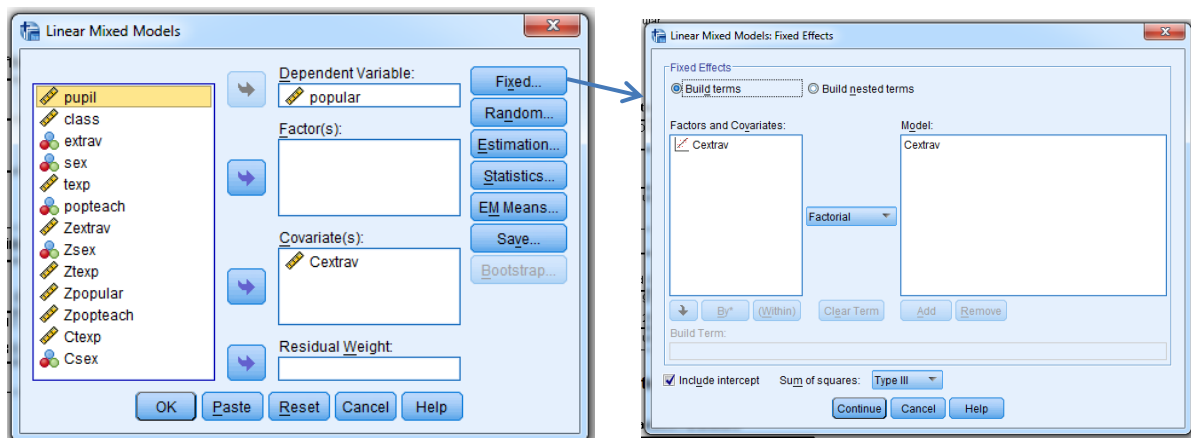 Linear Mixed Models
pupil
class
extrav
sex
texp
popteach
Zextrav
Zsex
Ztexp
Zpopular
Zpopteach
Ctexp
Csex
Dependent Variable:
popular
Factor(s):
Covariate(s):
Cextrav
Residual Weight:
Fixed...
Random...
Estimation...
Statistics...
EM Means...
Save...
Bootstrap...
OK Paste Reset Cancel Help
Linear Mixed Models: Fixed Effects
Fixed Effects
Build terms Build nested terms
Factors and Covariates: Model:
Cextrav Cextrav
Factorial
By* (Within) Clear Term Add Remove
Build Term:
Include intercept Sum of squares: Type III
Continue Cancel Help